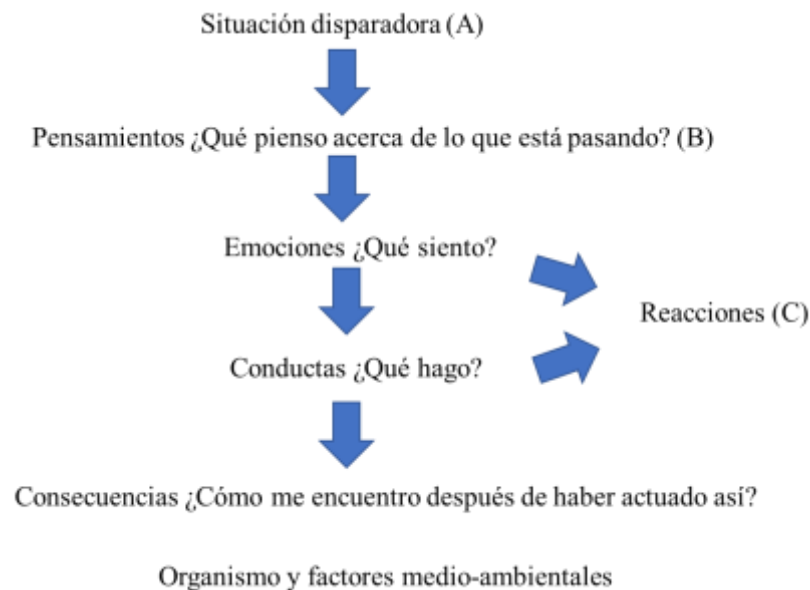 Situación disparadora (A)
Pensamientos ¿Qué pienso acerca de lo que está pasando? (B)
Emociones ¿Qué siento?
Reacciones (C)
Conductas ¿Qué hago?
Consecuencias ¿Cómo me encuentro después de haber actuado así?
Organismo y factores medio-ambientales